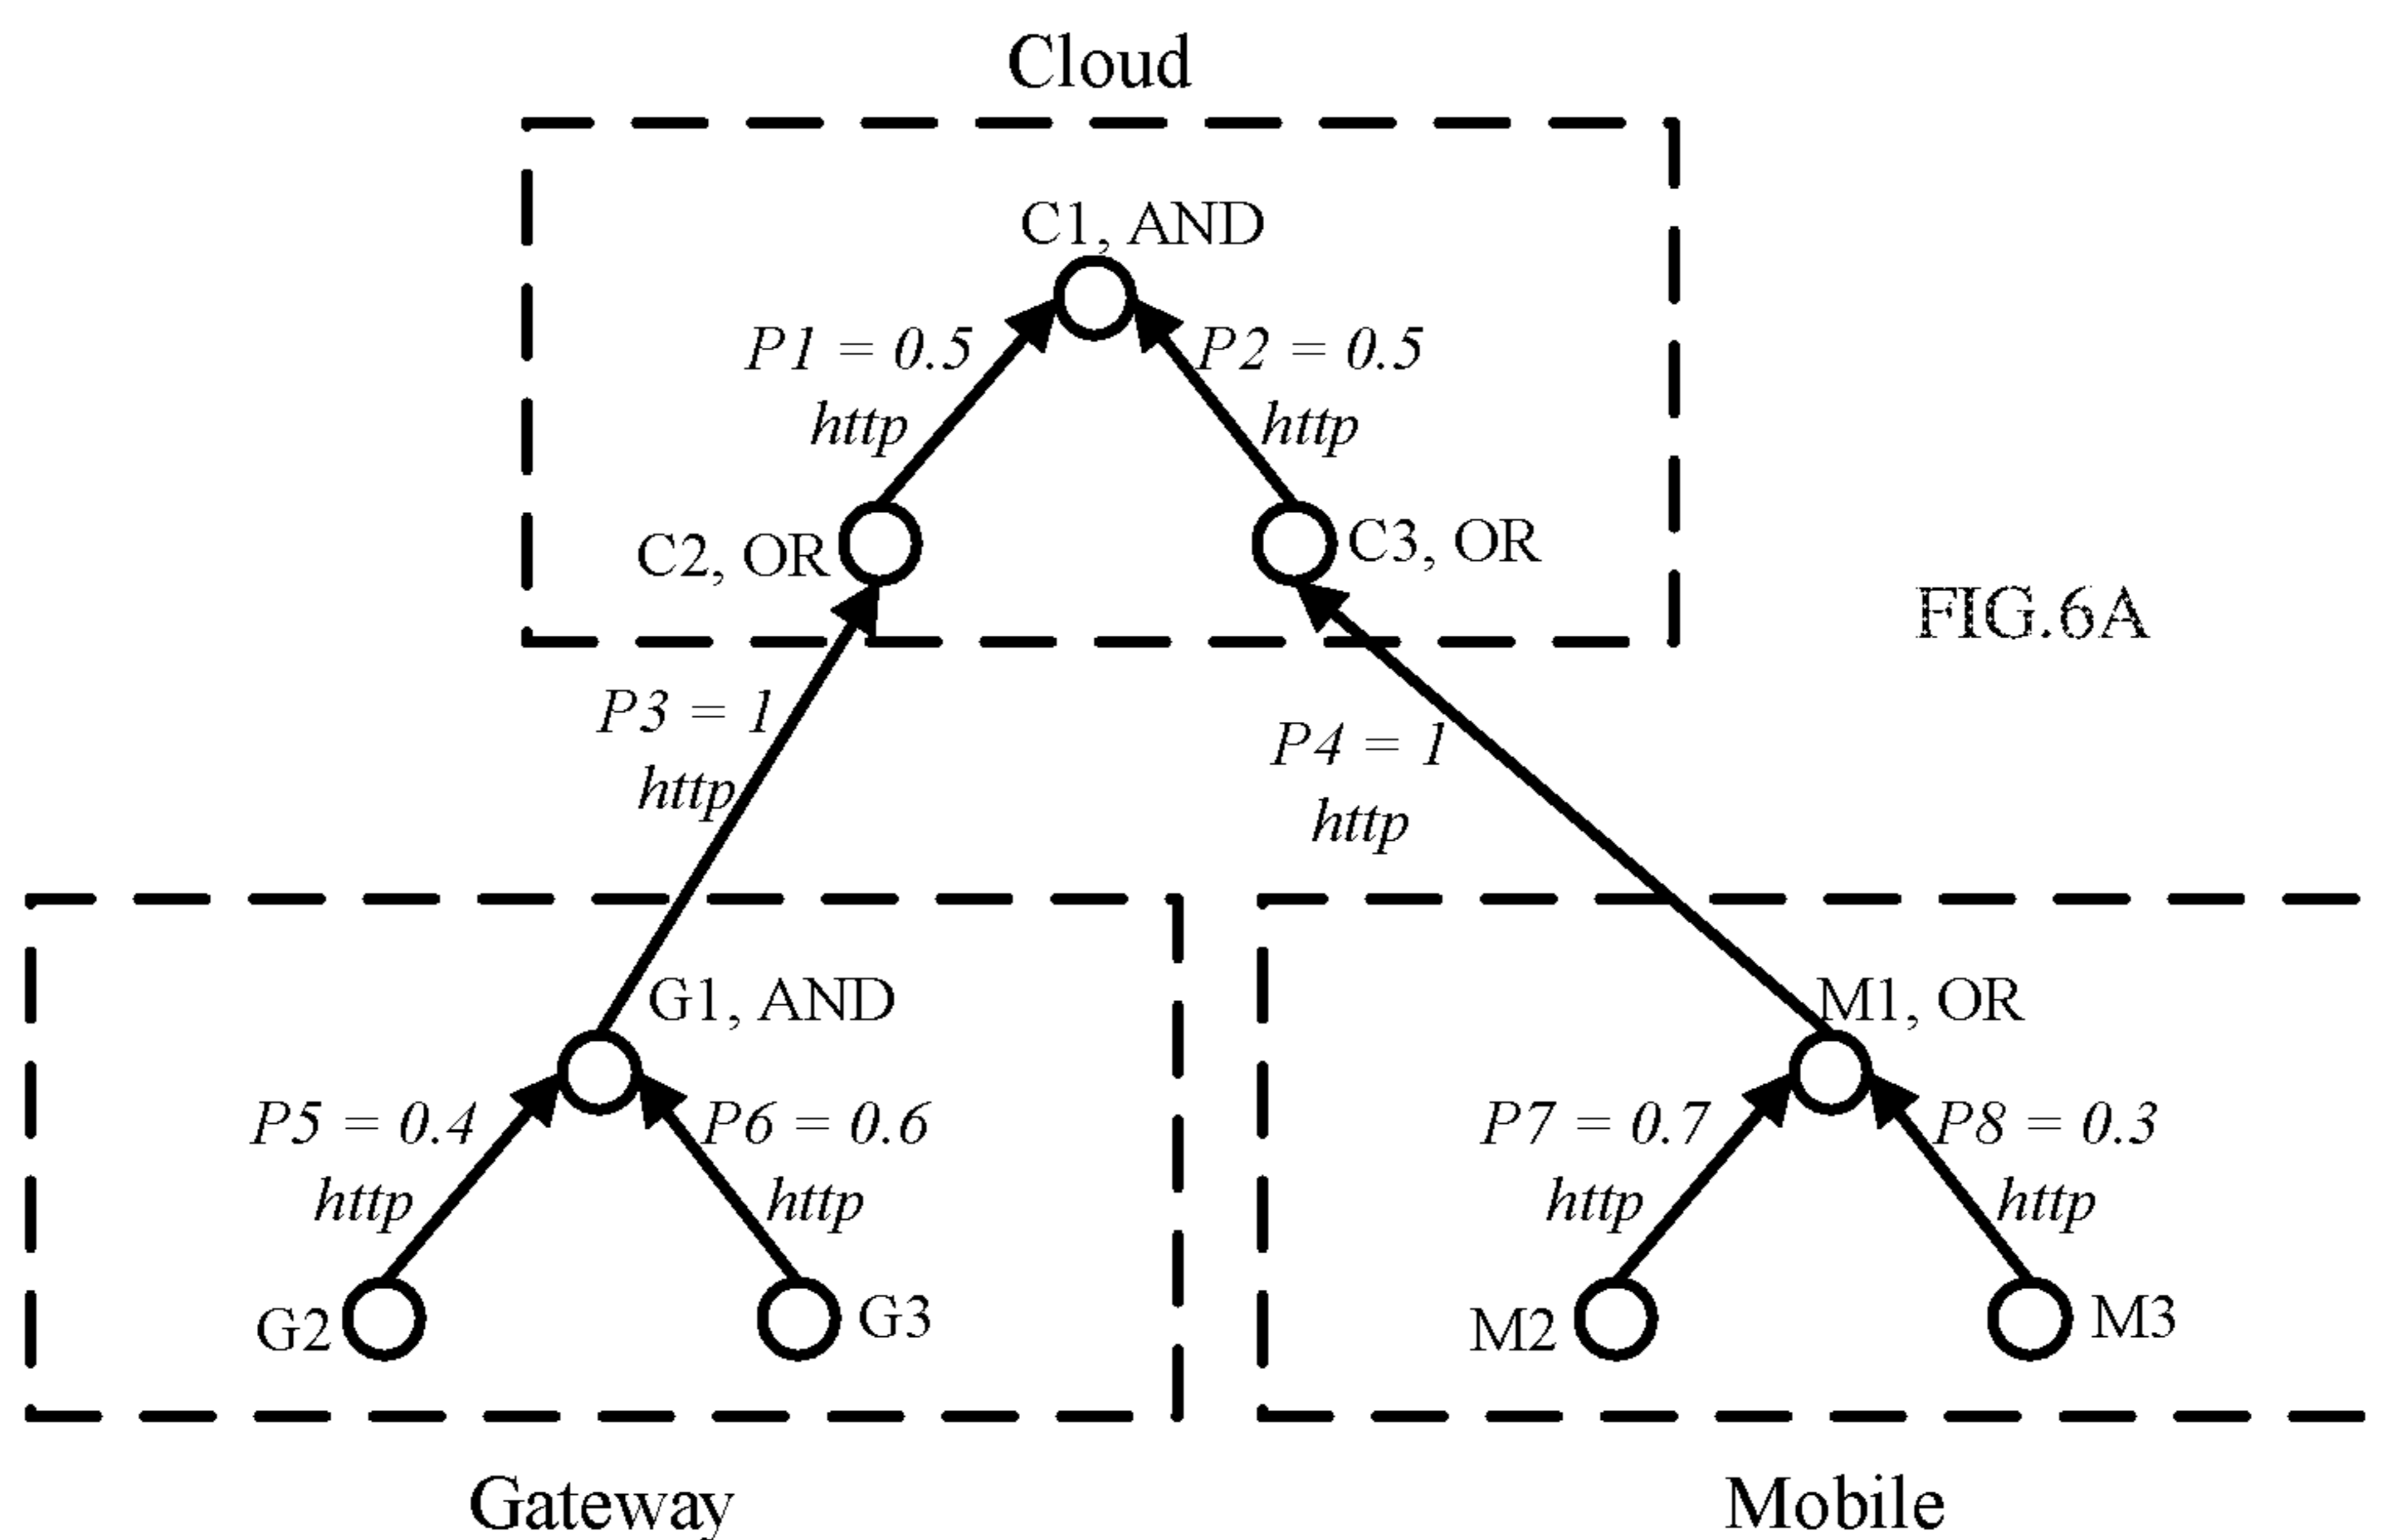 Cloud
C1, AND
P1 = 0.5
P2 = 0.5
http
http
C2, OR
C3, OR
FIG.6A
P3 = 1
P4 = 1
http
http
G1, AND
M1, OR
P5 = 0.4
P6 = 0.6
P7 = 0.7
P8 = 0.3
http
http
http
http
G2
G3
M2
M3
Gateway
Mobile